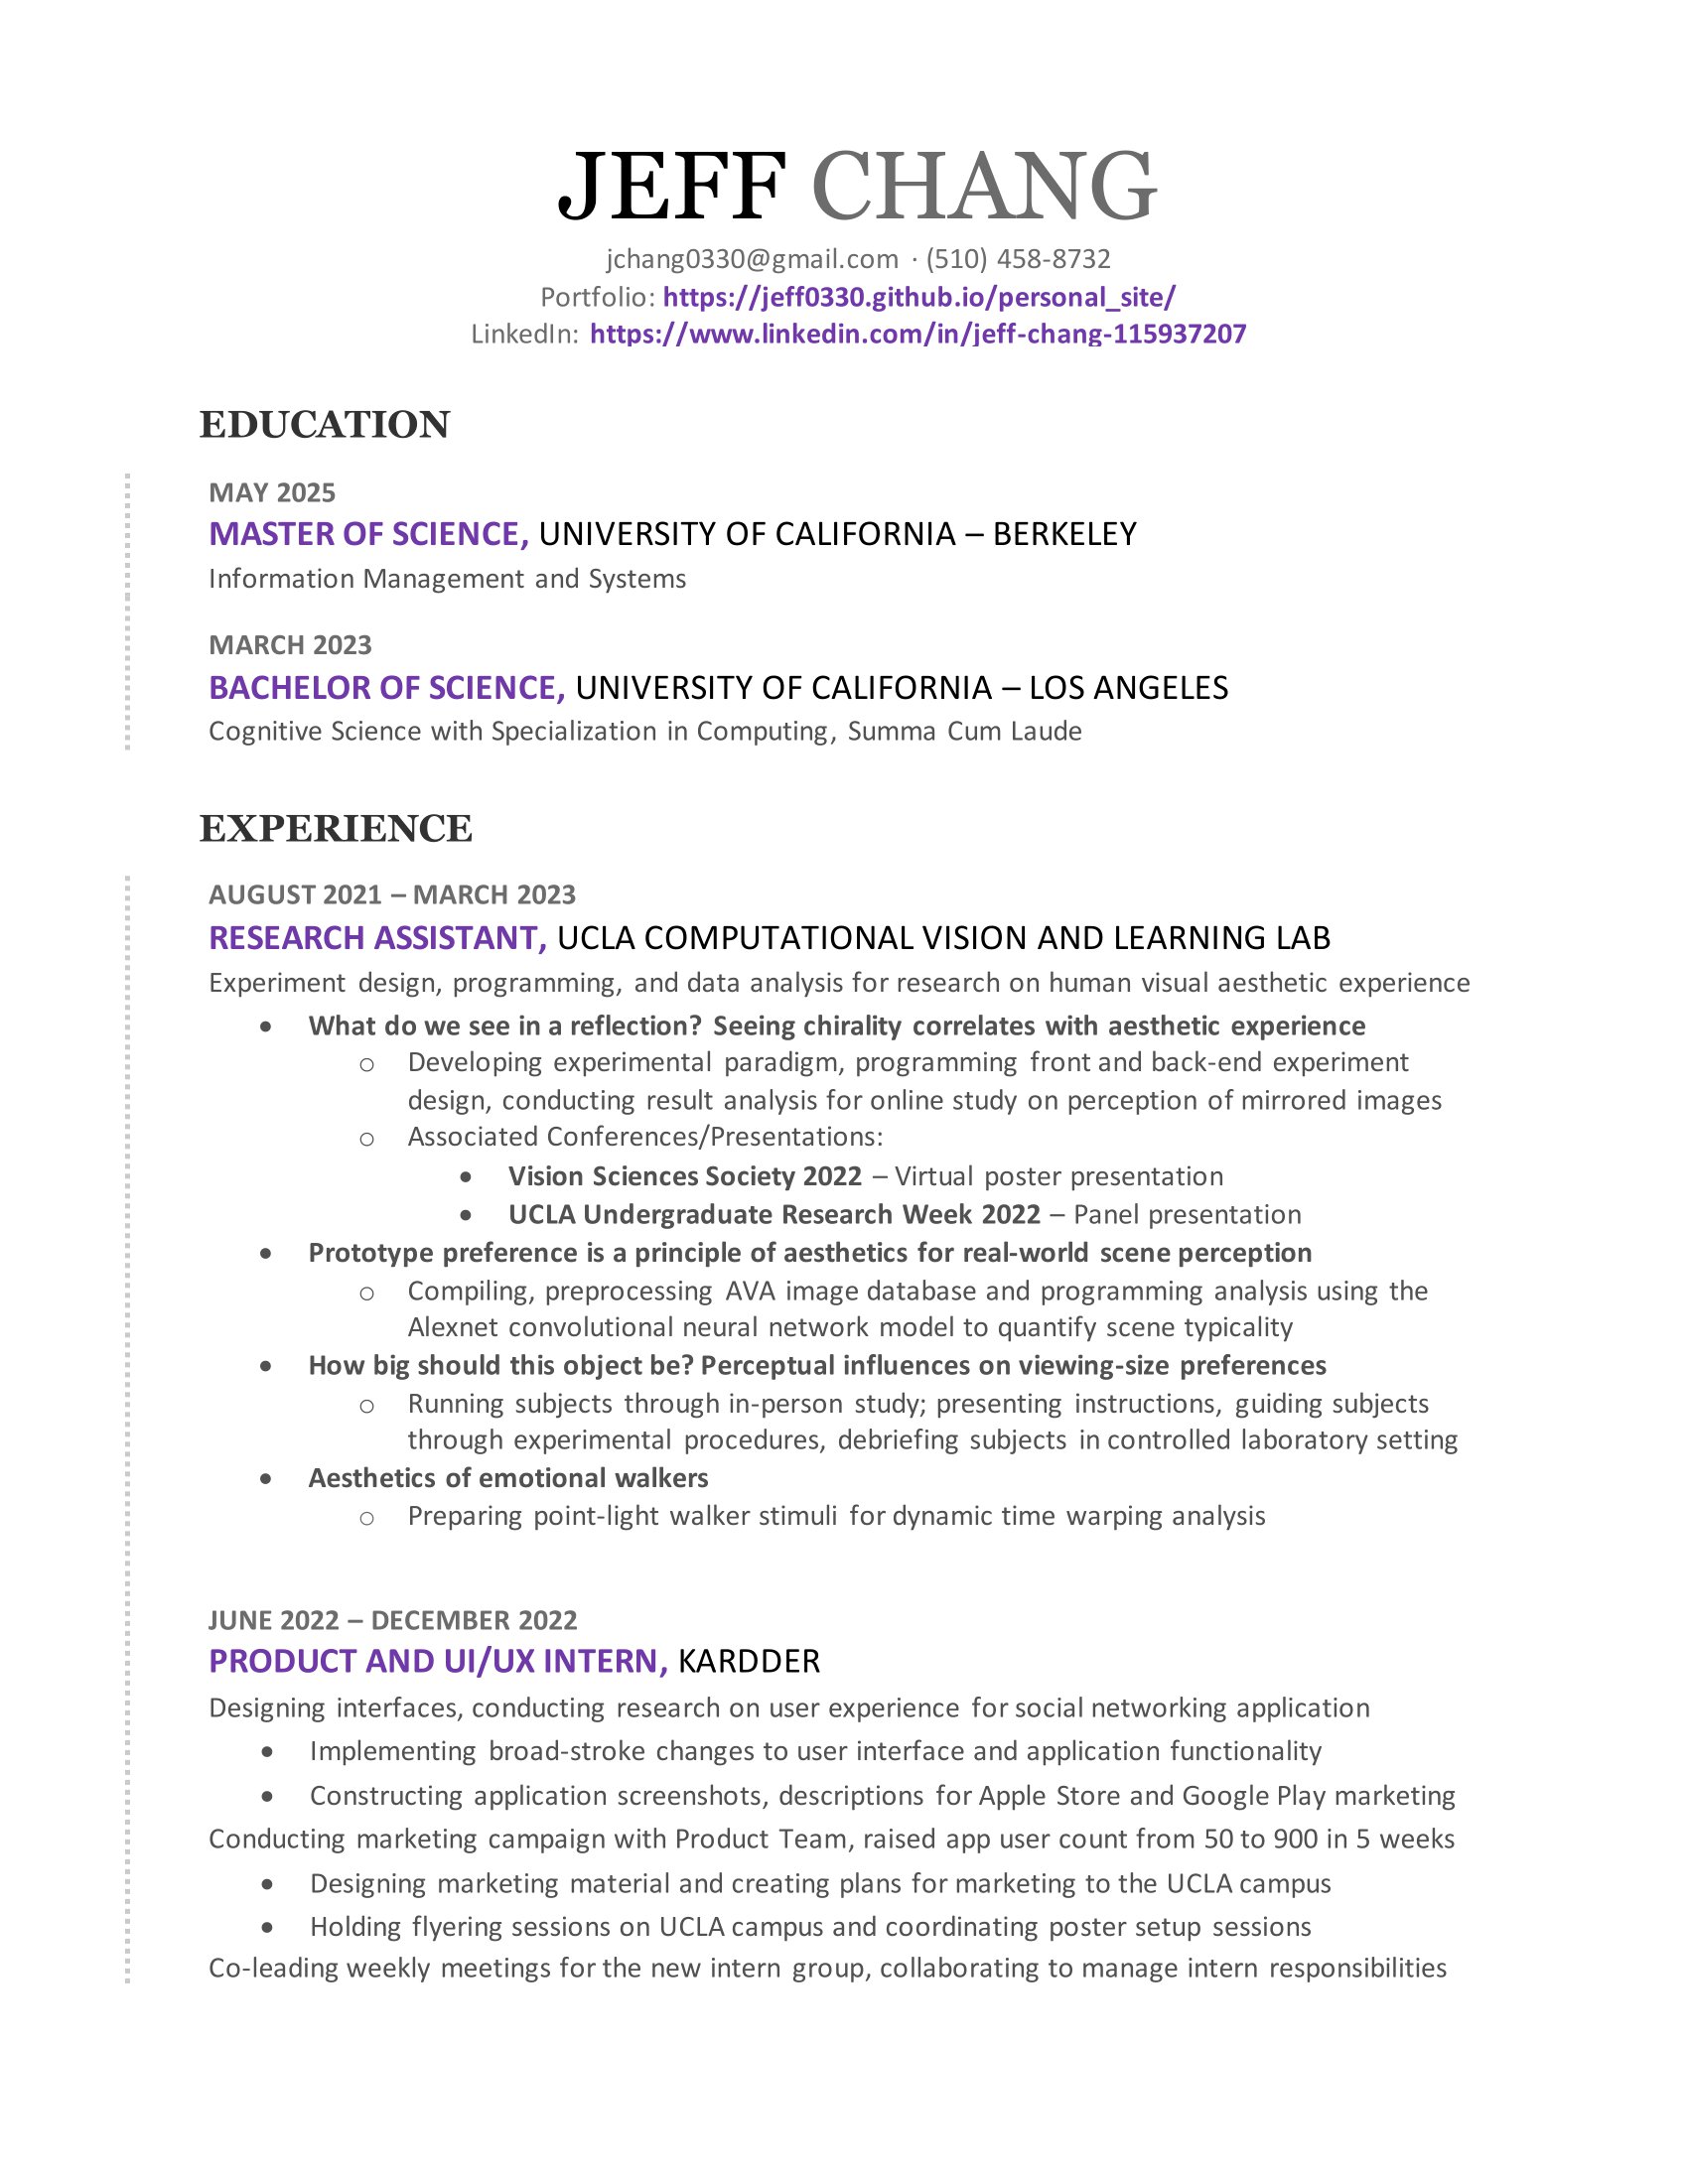 JEFF CHANG
jchang0330@gmail.com · (510) 458-8732
Portfolio: https://jeff0330.github.io/personal_site/
LinkedIn: https://www.linkedin.com/in/jeff-chang-115937207
EDUCATION
MAY 2025
MASTER OF SCIENCE, UNIVERSITY OF CALIFORNIA – BERKELEY
Information Management and Systems
MARCH 2023
BACHELOR OF SCIENCE, UNIVERSITY OF CALIFORNIA – LOS ANGELES
Cognitive Science with Specialization in Computing, Summa Cum Laude
EXPERIENCE
AUGUST 2021 – MARCH 2023
RESEARCH ASSISTANT, UCLA COMPUTATIONAL VISION AND LEARNING LAB
Experiment design, programming, and data analysis for research on human visual aesthetic experience
• What do we see in a reflection? Seeing chirality correlates with aesthetic experience
o Developing experimental paradigm, programming front and back-end experiment
design, conducting result analysis for online study on perception of mirrored images
o Associated Conferences/Presentations:
• Vision Sciences Society 2022 – Virtual poster presentation
• UCLA Undergraduate Research Week 2022 – Panel presentation
• Prototype preference is a principle of aesthetics for real-world scene perception
o Compiling, preprocessing AVA image database and programming analysis using the
Alexnet convolutional neural network model to quantify scene typicality
• How big should this object be? Perceptual influences on viewing-size preferences
o Running subjects through in-person study; presenting instructions, guiding subjects
through experimental procedures, debriefing subjects in controlled laboratory setting
• Aesthetics of emotional walkers
o Preparing point-light walker stimuli for dynamic time warping analysis
JUNE 2022 – DECEMBER 2022
PRODUCT AND UI/UX INTERN, KARDDER
Designing interfaces, conducting research on user experience for social networking application
• Implementing broad-stroke changes to user interface and application functionality
• Constructing application screenshots, descriptions for Apple Store and Google Play marketing
Conducting marketing campaign with Product Team, raised app user count from 50 to 900 in 5 weeks
• Designing marketing material and creating plans for marketing to the UCLA campus
• Holding flyering sessions on UCLA campus and coordinating poster setup sessions
Co-leading weekly meetings for the new intern group, collaborating to manage intern responsibilities